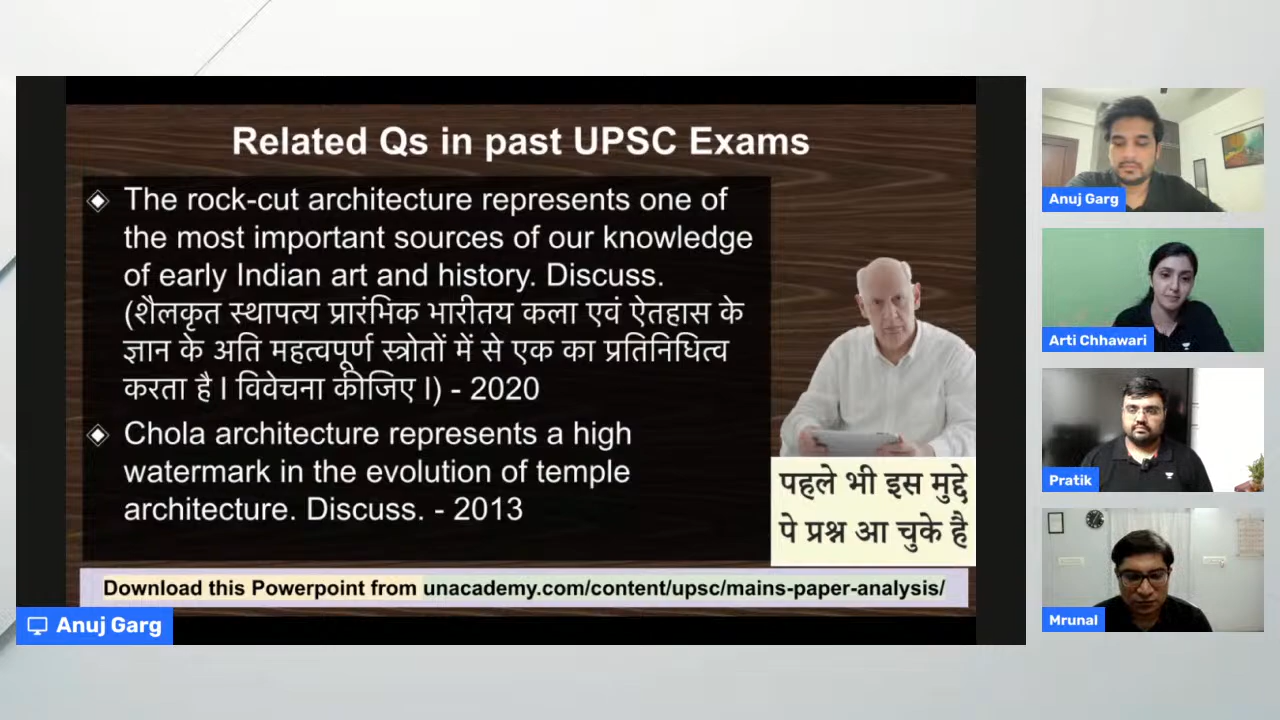 Related Qs in past UPSC Exams
The rock-cut architecture represents one of
the most important sources of our knowledge
of early Indian art and history. Discuss.
(शैलकृत स्थापत्य प्रारंभिक भारीतय कला एवं ऐतहास के
ज्ञान के अति महत्वपूर्ण स्त्रोतों में से एक का प्रतिनिधित्व
करता है I विवेचना कीजिए I) - 2020
Chola architecture represents a high
watermark in the evolution of temple
architecture. Discuss. - 2013
पहले भी इस मुद्दे
पे प्रश्न आ चुके है
Download this Powerpoint from unacademy.com/content/upsc/mains-paper-analysis/
Anuj Garg
Anuj Garg
Arti Chhawari
Pratik
Mrunal